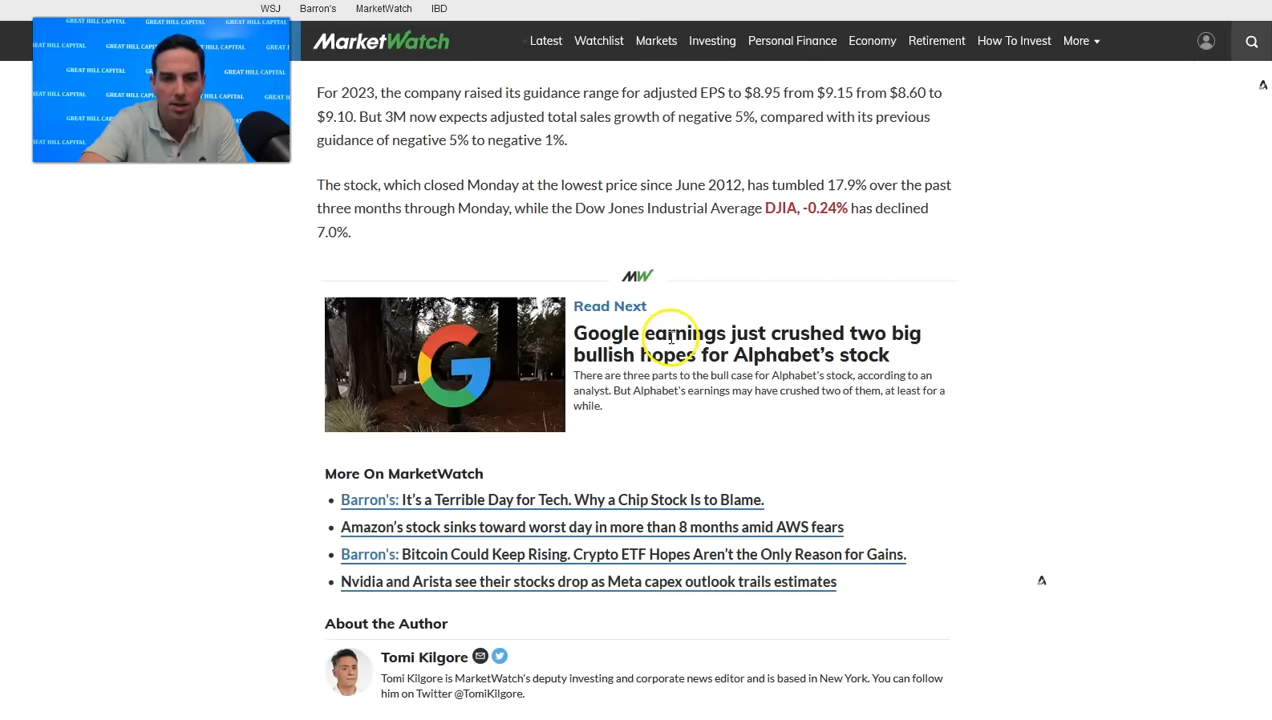 WSJ Barron's MarketWatch IBD
GREAT HILL CAPITAL GREAT HILL CAPITAL
MarketWatch Latest Watchlist Markets Investing Personal Finance Economy Retirement How To Invest More
GREAT HILL CAPITAL GREAT HILL CAPITAL
For 2023, the company raised its guidance range for adjusted EPS to $8.95 from $9.15 from $8.60 to
$9.10. But 3M now expects adjusted total sales growth of negative 5%, compared with its previous
guidance of negative 5% to negative 1%.
The stock, which closed Monday at the lowest price since June 2012, has tumbled 17.9% over the past
three months through Monday, while the Dow Jones Industrial Average DJIA, -0.24% has declined
7.0%.
MW
Read Next
Google earnings just crushed two big
bullish hopes for Alphabet's stock
There are three parts to the bull case for Alphabet's stock, according to an
analyst. But Alphabet's earnings may have crushed two of them, at least for a
while.
More On MarketWatch
• Barron's: It's a Terrible Day for Tech. Why a Chip Stock Is to Blame.
• Amazon's stock sinks toward worst day in more than 8 months amid AWS fears
• Barron's: Bitcoin Could Keep Rising. Crypto ETF Hopes Aren't the Only Reason for Gains.
• Nvidia and Arista see their stocks drop as Meta capex outlook trails estimates
About the Author
Tomi Kilgore
Tomi Kilgore is MarketWatch's deputy investing and corporate news editor and is based in New York. You can follow
him on Twitter @TomiKilgore.